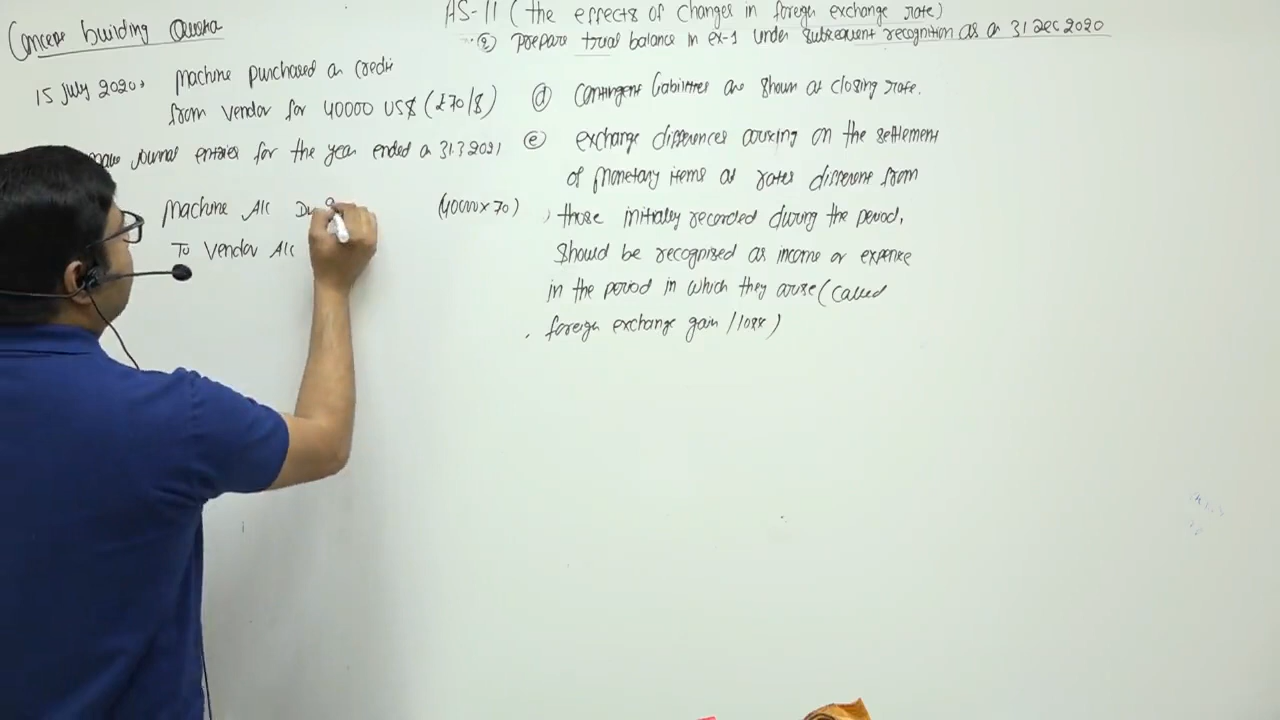 AS-11 (the effects of changes in foreign exchange rate)
Q) Prepare trial balance in ex-1 under subsequent recognition as on 31 Dec 2020
Concept building Question
15 July 2020, Machine purchased on credit
from vendor for 40000 US$ (₹70/$)
Journal entries for the year ended on 31.3.2021
Machine A/c Dr
(40000×70)
To Vendor A/c
(d) Contingent liabilities are shown at closing rate.
(e) exchange differences arising on the settlement
of monetary items at rates different from
those initially recorded during the period,
should be recognised as income or expense
in the period in which they arise (called
foreign exchange gain / loss)